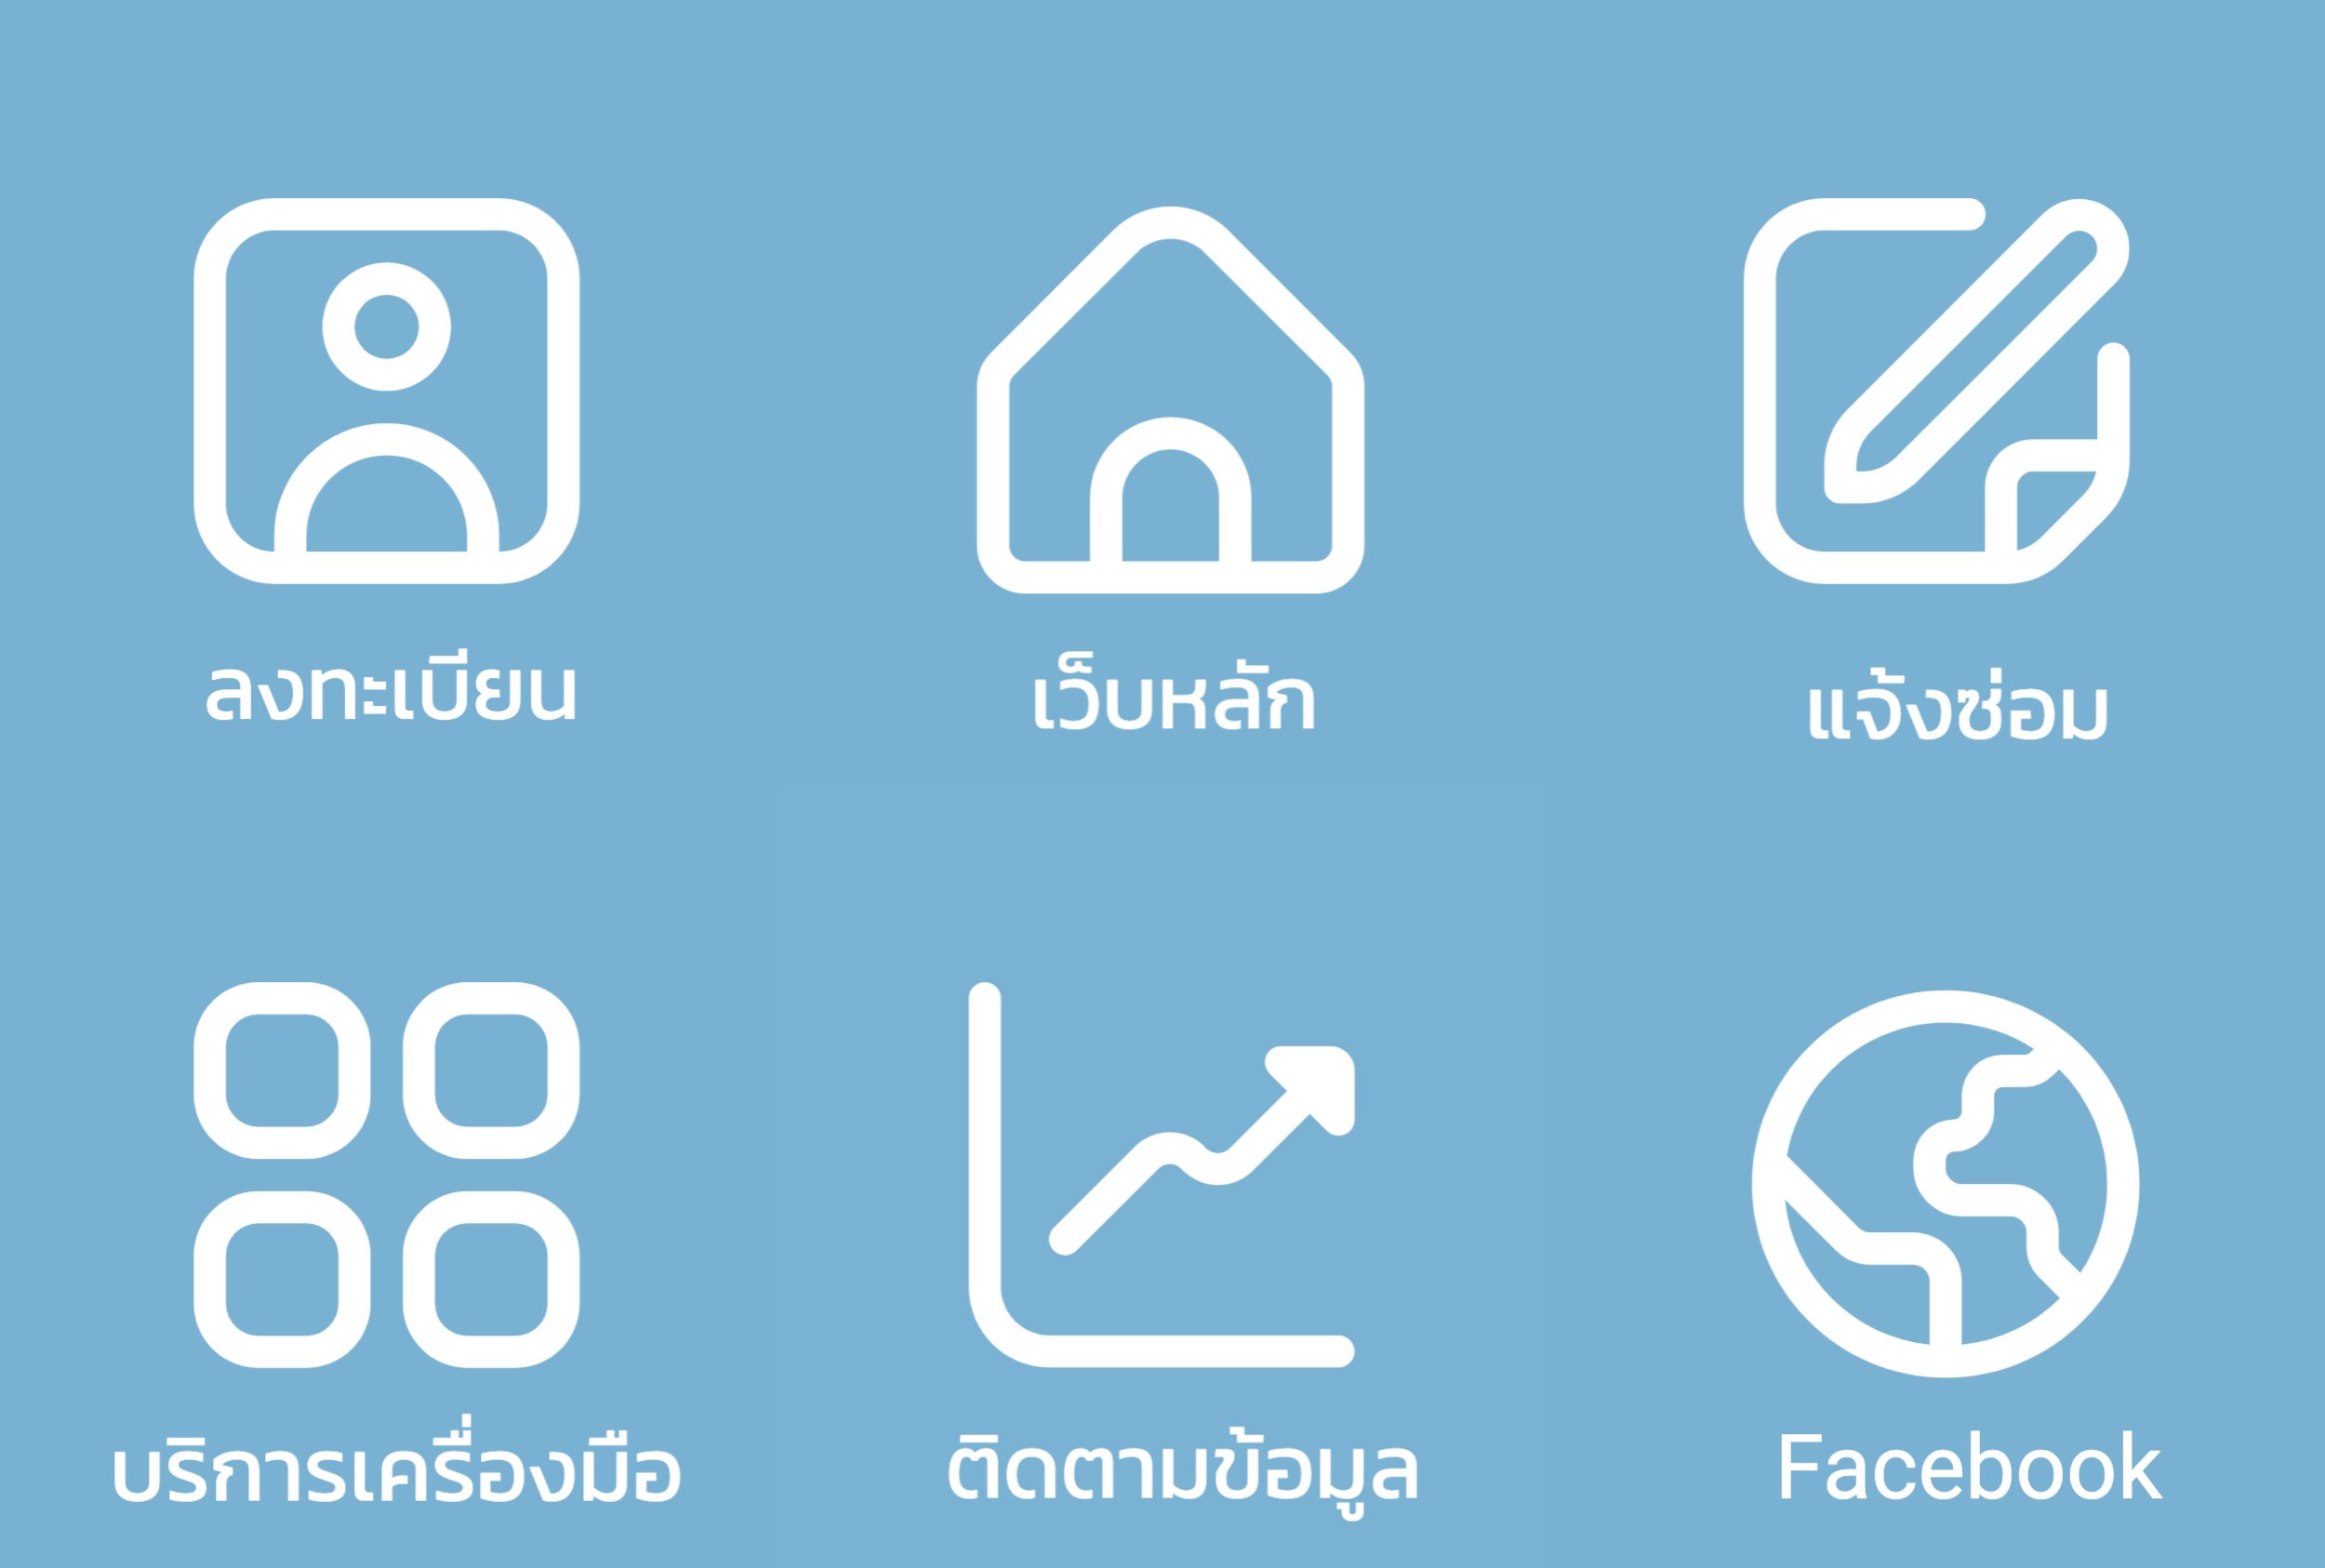 ลงทะเบียน
เว็บหลัก
แจ้งซ่อม
บริการเครื่องมือ
ติดตามข้อมูล
Facebook